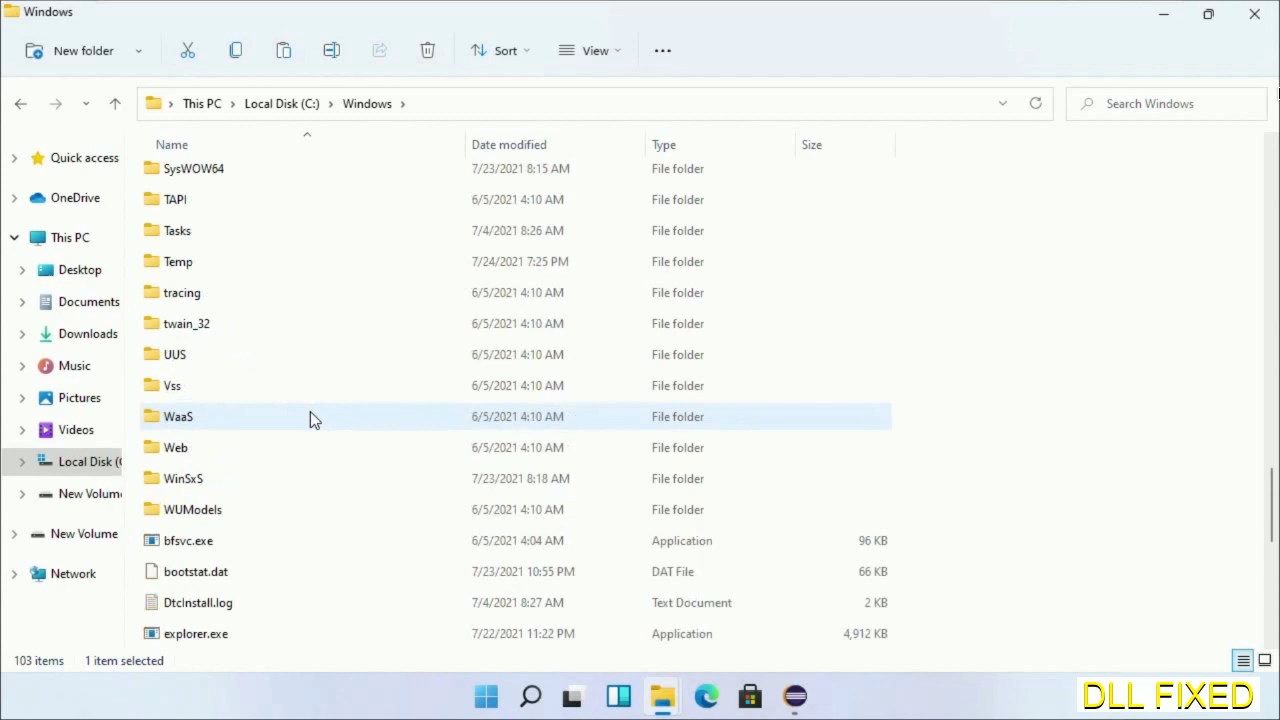 Windows
New folder Sort View
This PC Local Disk (C:) Windows Search Windows
Name Date modified Type Size
SysWOW64 7/23/2021 8:15 AM File folder
TAPI 6/5/2021 4:10 AM File folder
Tasks 7/4/2021 8:26 AM File folder
Temp 7/24/2021 7:25 PM File folder
tracing 6/5/2021 4:10 AM File folder
twain_32 6/5/2021 4:10 AM File folder
UUS 6/5/2021 4:10 AM File folder
Vss 6/5/2021 4:10 AM File folder
WaaS 6/5/2021 4:10 AM File folder
Web 6/5/2021 4:10 AM File folder
WinSxS 7/23/2021 8:18 AM File folder
WUModels 6/5/2021 4:10 AM File folder
bfsvc.exe 6/5/2021 4:04 AM Application 96 KB
bootstat.dat 7/23/2021 10:55 PM DAT File 66 KB
DtcInstall.log 7/4/2021 8:27 AM Text Document 2 KB
explorer.exe 7/22/2021 11:22 PM Application 4,912 KB
Quick access
OneDrive
This PC
Desktop
Documents
Downloads
Music
Pictures
Videos
Local Disk (
New Volum
New Volume
Network
103 items 1 item selected
DLL FIXED